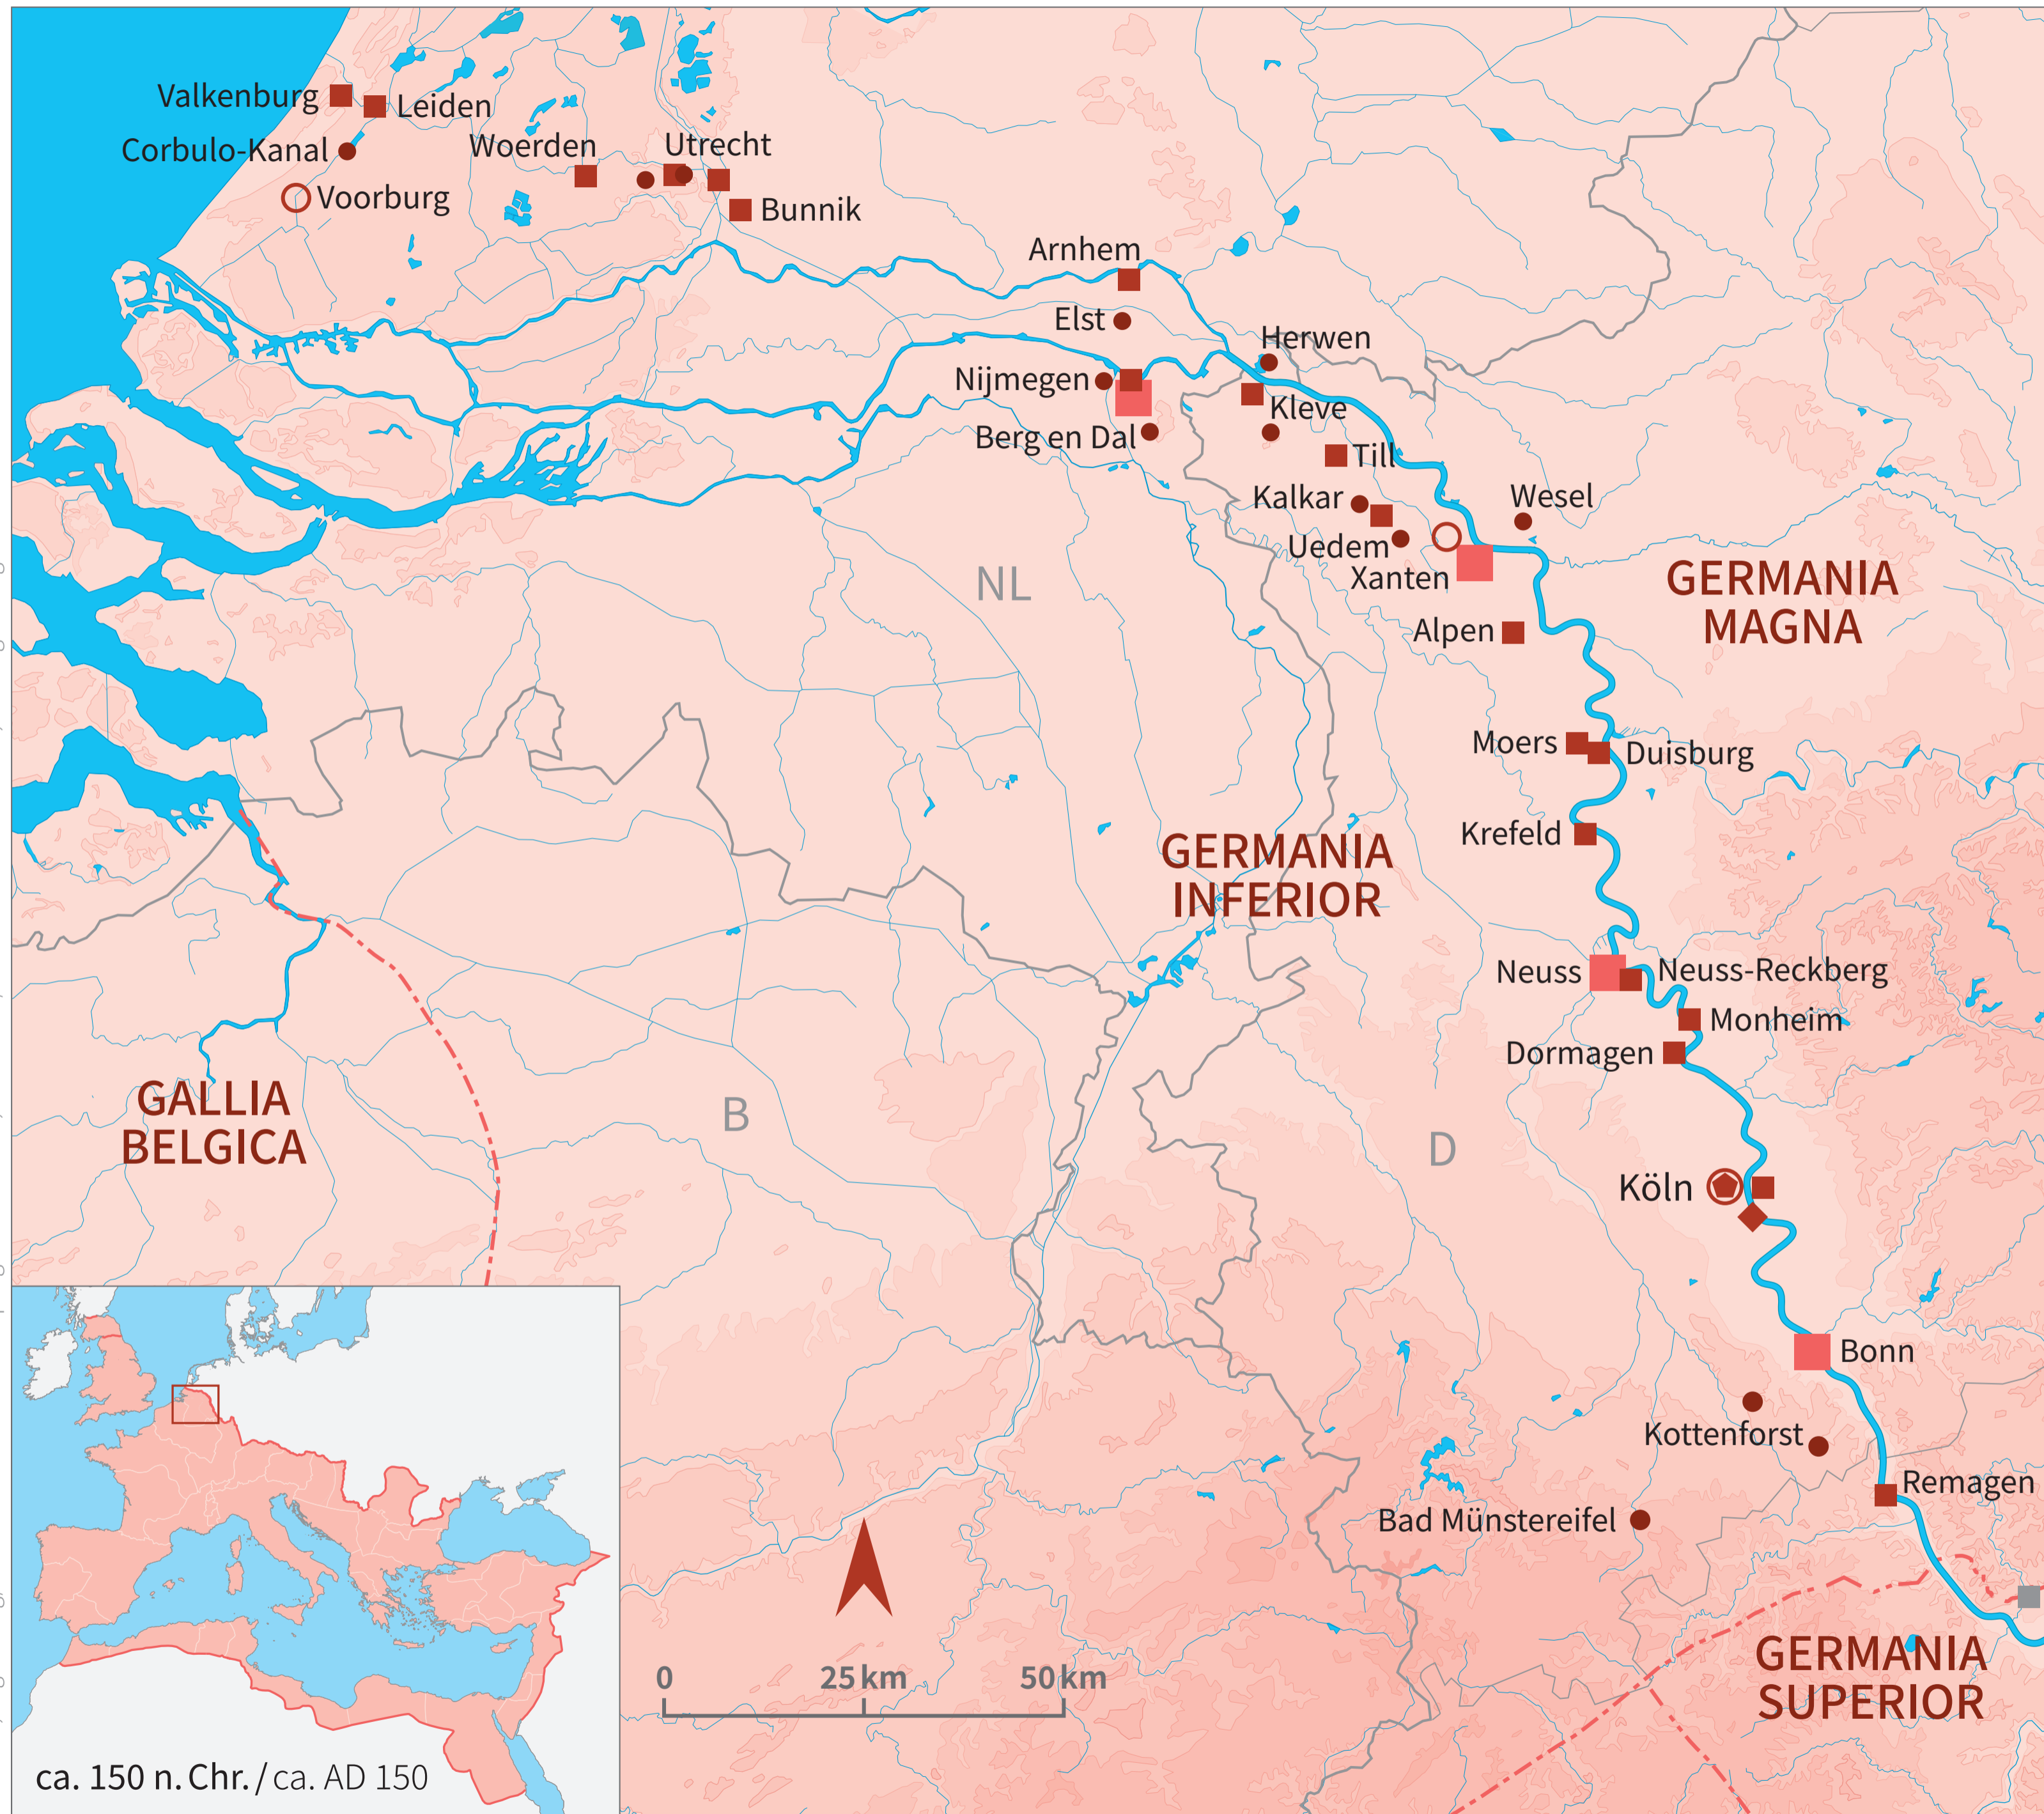 Valkenburg
Leiden
Corbulo-Kanal
Woerden
Utrecht
Voorburg
Bunnik
Arnhem
Elst
Herwen
Nijmegen
Kleve
Berg en Dal
Till
Kalkar
Wesel
Uedem
Xanten
NL
GERMANIA
MAGNA
Alpen
Moers
Duisburg
Krefeld
GERMANIA
INFERIOR
Neuss
Neuss-Reckberg
Monheim
Dormagen
GALLIA
BELGICA
B
D
Köln
Bonn
Kottenforst
Remagen
Bad Münstereifel
GERMANIA
SUPERIOR
0 25 km 50 km
ca. 150 n. Chr. / ca. AD 150